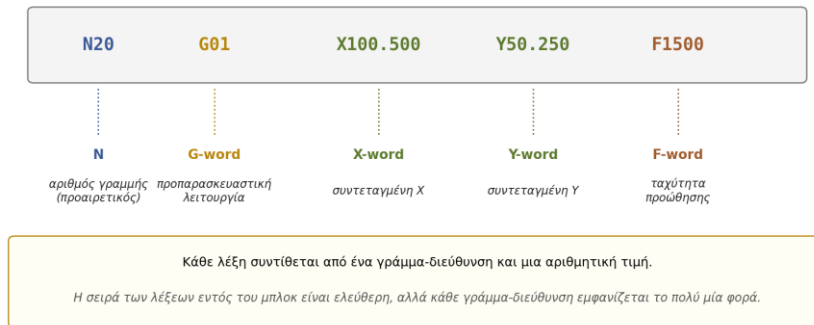 N20 G01 X100.500 Y50.250 F1500
N G-word X-word Y-word F-word
αριθμός γραμμής
(προαιρετικός)
προπαρασκευαστική
λειτουργία
συντεταγμένη X
συντεταγμένη Y
ταχύτητα
προώθησης
Κάθε λέξη συντίθεται από ένα γράμμα-διεύθυνση και μια αριθμητική τιμή.
Η σειρά των λέξεων εντός του μπλοκ είναι ελεύθερη, αλλά κάθε γράμμα-διεύθυνση εμφανίζεται το πολύ μία φορά.